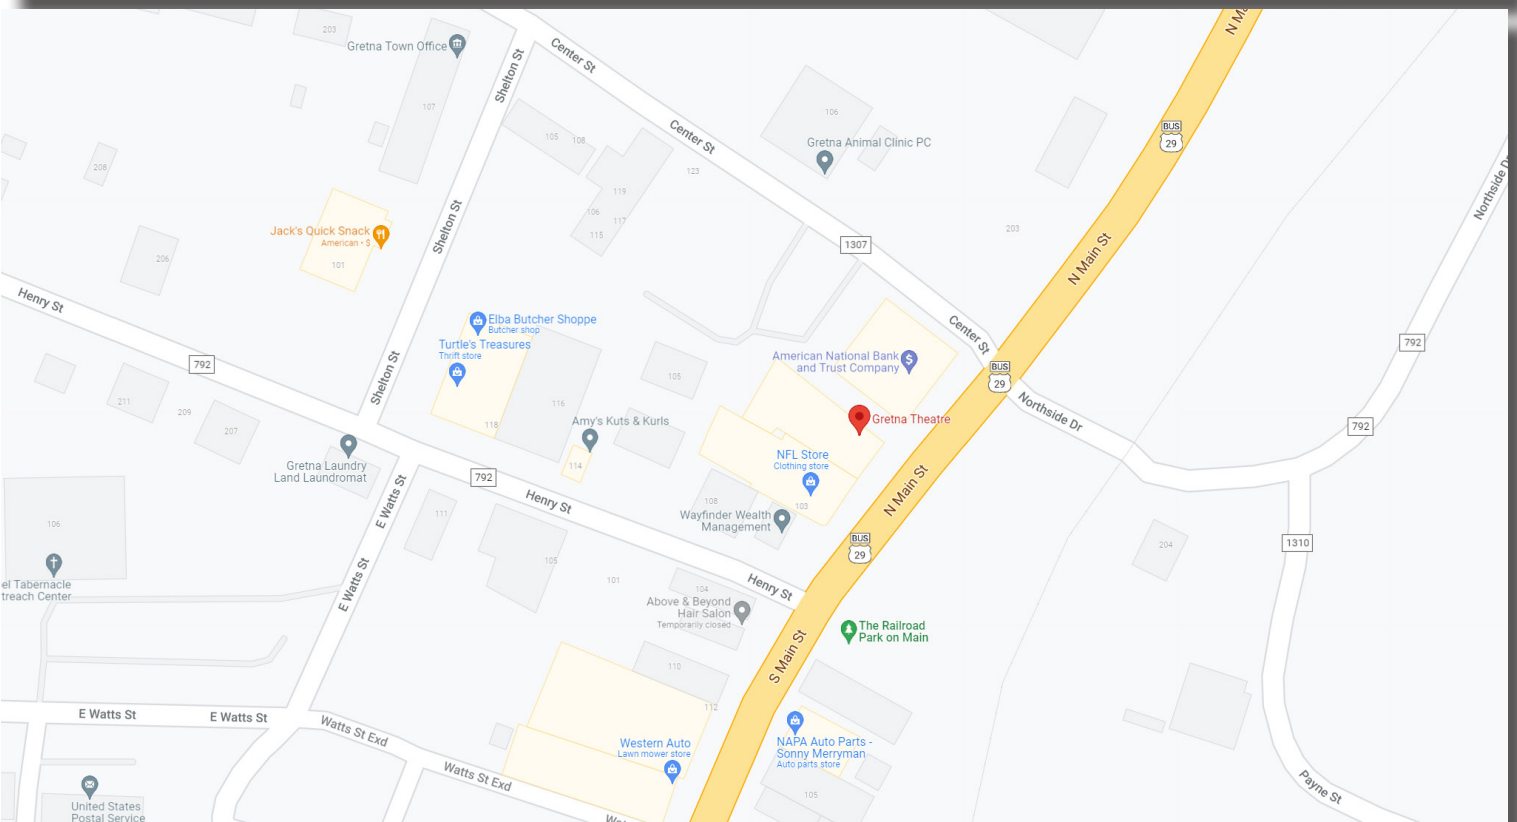 203
Gretna Town Office
107
Shelton St
Center St
N Ma
105
108
Center St
106
Gretna Animal Clinic PC
BUS
29
Northside Dr
208
123
119
106
117
115
Shelton St
Jack's Quick Snack
American • $
101
206
203
1307
N Main St
Henry St
792
Elba Butcher Shoppe
Butcher shop
Turtle's Treasures
Thrift store
Shelton St
Center St
American National Bank
and Trust Company
BUS
29
792
105
116
118
211
209
207
Amy's Kuts & Kurls
114
Gretna Theatre
Northside Dr
792
Gretna Laundry
Land Laundromat
792
Henry St
E Watts St
NFL Store
Clothing store
N Main St
108
103
Wayfinder Wealth
Management
BUS
29
106
111
105
101
204
1310
el Tabernacle
treach Center
E Watts St
Henry St
104
Above & Beyond
Hair Salon
Temporarily closed
The Railroad
Park on Main
S Main St
110
112
E Watts St
E Watts St
Watts St Exd
Western Auto
Lawn mower store
NAPA Auto Parts -
Sonny Merryman
Auto parts store
Watts St Exd
105
Payne St
United States
Postal Service